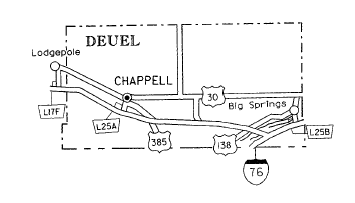 DEUEL
Lodgepole
CHAPPELL
30
Big Springs
L17F
L25A
385
138
L25B
76